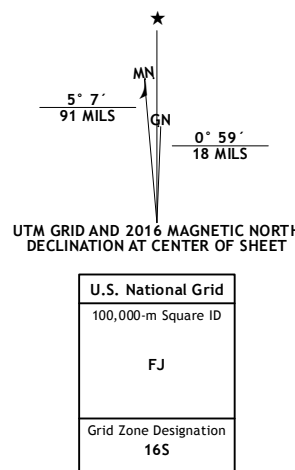 MN
5° 7´
91 MILS
GN
0° 59´
18 MILS
UTM GRID AND 2016 MAGNETIC NORTH
DECLINATION AT CENTER OF SHEET
U.S. National Grid
100,000-m Square ID
FJ
Grid Zone Designation
16S